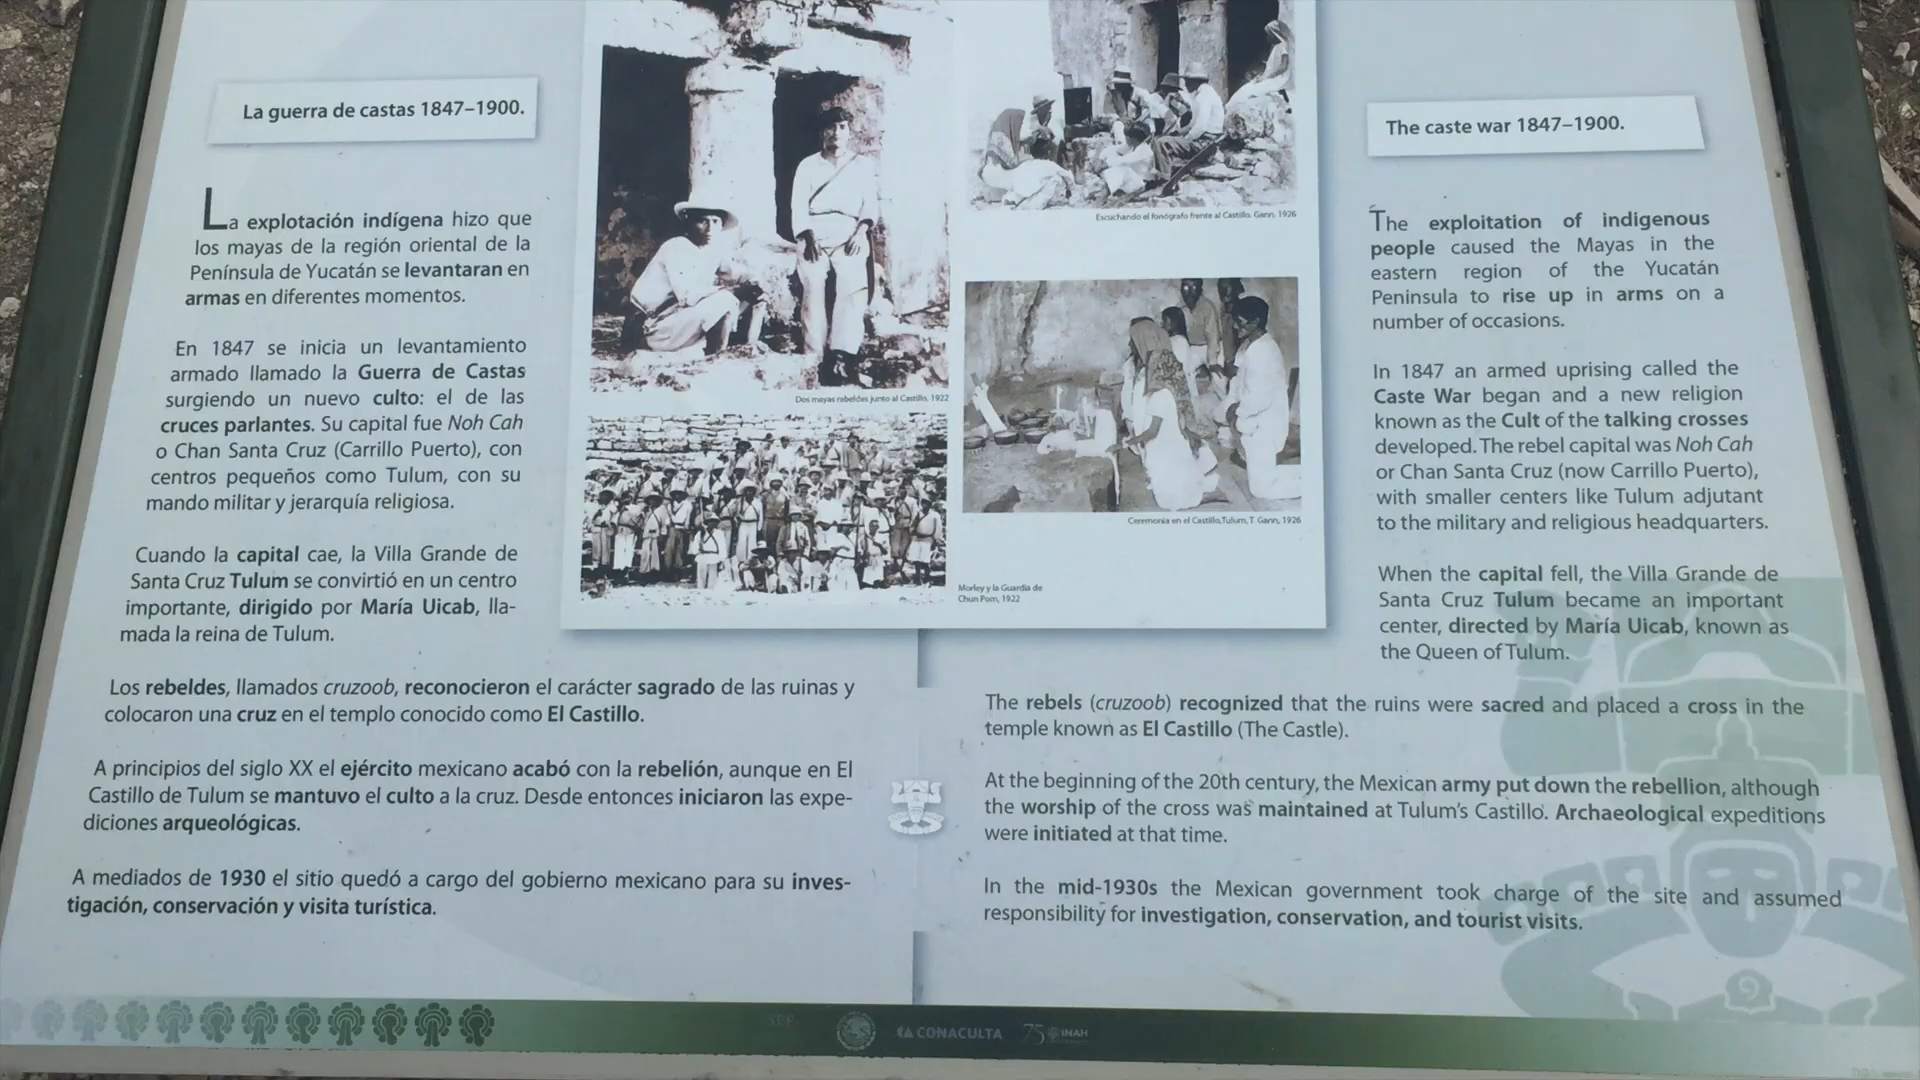 La guerra de castas 1847–1900.
La explotación indígena hizo que
los mayas de la región oriental de la
Península de Yucatán se levantaran en
armas en diferentes momentos.
En 1847 se inicia un levantamiento
armado llamado la Guerra de Castas
surgiendo un nuevo culto: el de las
cruces parlantes. Su capital fue Noh Cah
o Chan Santa Cruz (Carrillo Puerto), con
centros pequeños como Tulum, con su
mando militar y jerarquía religiosa.
Cuando la capital cae, la Villa Grande de
Santa Cruz Tulum se convirtió en un centro
importante, dirigido por María Uicab, lla-
mada la reina de Tulum.
Los rebeldes, llamados cruzoob, reconocieron el carácter sagrado de las ruinas y
colocaron una cruz en el templo conocido como El Castillo.
A principios del siglo XX el ejército mexicano acabó con la rebelión, aunque en El
Castillo de Tulum se mantuvo el culto a la cruz. Desde entonces iniciaron las expe-
diciones arqueológicas.
A mediados de 1930 el sitio quedó a cargo del gobierno mexicano para su inves-
tigación, conservación y visita turística.
Dos mayas rebeldes junto al Castillo, 1922
Escuchando el fonógrafo frente al Castillo. Gann, 1926
Ceremonia en el Castillo,Tulum, T. Gann, 1926
Morley y la Guardia de
Chun Pom, 1922
The caste war 1847–1900.
The exploitation of indigenous
people caused the Mayas in the
eastern region of the Yucatán
Peninsula to rise up in arms on a
number of occasions.
In 1847 an armed uprising called the
Caste War began and a new religion
known as the Cult of the talking crosses
developed. The rebel capital was Noh Cah
or Chan Santa Cruz (now Carrillo Puerto),
with smaller centers like Tulum adjutant
to the military and religious headquarters.
When the capital fell, the Villa Grande de
Santa Cruz Tulum became an important
center, directed by María Uicab, known as
the Queen of Tulum.
The rebels (cruzoob) recognized that the ruins were sacred and placed a cross in the
temple known as El Castillo (The Castle).
At the beginning of the 20th century, the Mexican army put down the rebellion, although
the worship of the cross was maintained at Tulum's Castillo. Archaeological expeditions
were initiated at that time.
In the mid-1930s the Mexican government took charge of the site and assumed
responsibility for investigation, conservation, and tourist visits.
SEP
CONACULTA
75 INAH